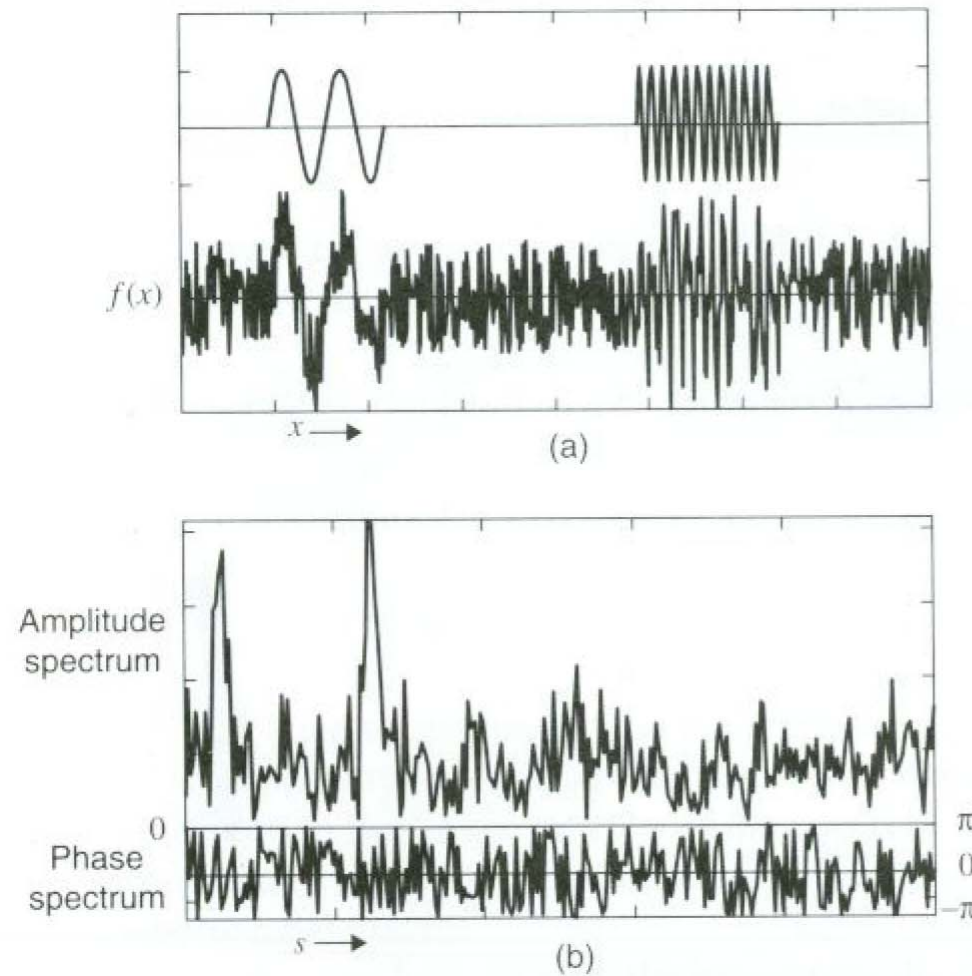 f(x)
x
(a)
Amplitude
spectrum
0
π
Phase
spectrum
0
−π
s
(b)